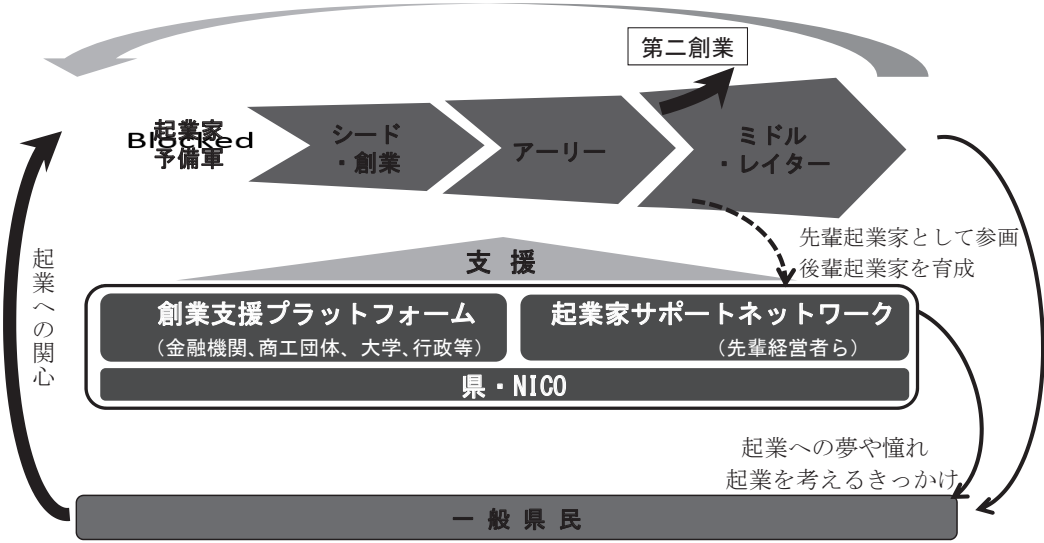 第二創業
起業家
Blocked
予備軍
シード
・創業
アーリー
ミドル
・レイター
先輩起業家として参画
後輩起業家を育成
起業への関心
支 援
創業支援プラットフォーム
（金融機関、商工団体、大学、行政等）
起業家サポートネットワーク
（先輩経営者ら）
県・NICO
起業への夢や憧れ
起業を考えるきっかけ
一 般 県 民